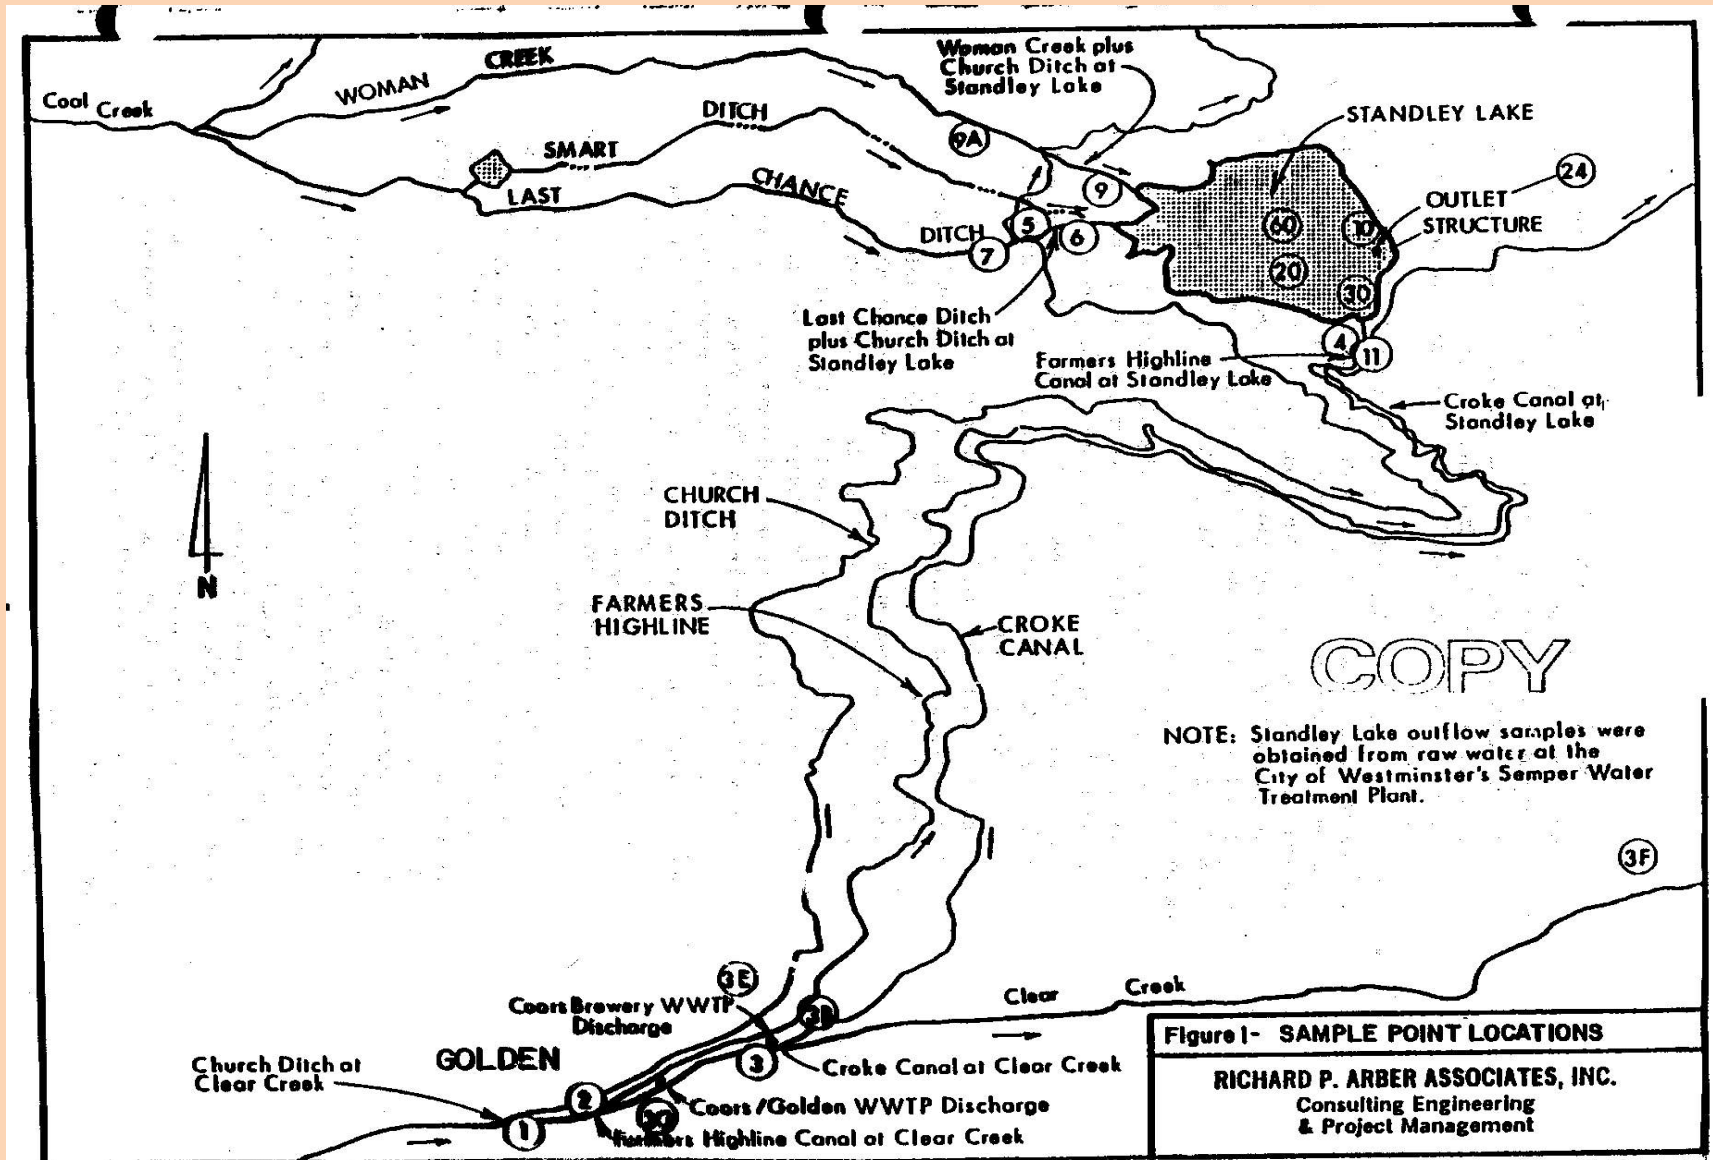 Woman Creek plus
Church Ditch at
Standley Lake
Coal Creek
WOMAN CREEK
SMART DITCH
LAST CHANCE DITCH
STANDLEY LAKE
9A
24
9
OUTLET
STRUCTURE
5
6
7
60
10
20
30
Last Chance Ditch
plus Church Ditch at
Standley Lake
4
11
Farmers Highline
Canal at Standley Lake
Croke Canal at
Standley Lake
CHURCH
DITCH
N
FARMERS
HIGHLINE
CROKE
CANAL
COPY
NOTE: Standley Lake outflow samples were
obtained from raw water at the
City of Westminster's Semper Water
Treatment Plant.
3F
3E
Coors Brewery WWTP
Discharge
Clear Creek
GOLDEN
3
Croke Canal at Clear Creek
Church Ditch at
Clear Creek
2
Coors/Golden WWTP Discharge
1
Farmers Highline Canal at Clear Creek
Figure 1- SAMPLE POINT LOCATIONS
RICHARD P. ARBER ASSOCIATES, INC.
Consulting Engineering
& Project Management